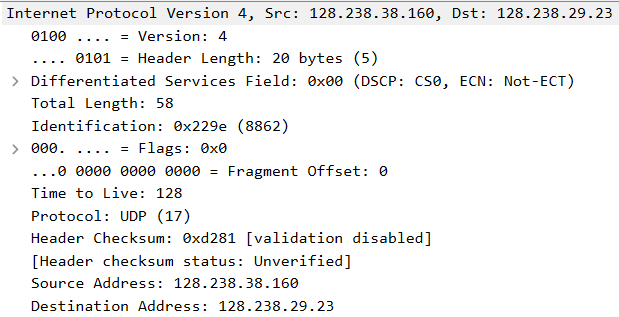 Internet Protocol Version 4, Src: 128.238.38.160, Dst: 128.238.29.23
0100 .... = Version: 4
.... 0101 = Header Length: 20 bytes (5)
Differentiated Services Field: 0x00 (DSCP: CS0, ECN: Not-ECT)
Total Length: 58
Identification: 0x229e (8862)
000. .... = Flags: 0x0
...0 0000 0000 0000 = Fragment Offset: 0
Time to Live: 128
Protocol: UDP (17)
Header Checksum: 0xd281 [validation disabled]
[Header checksum status: Unverified]
Source Address: 128.238.38.160
Destination Address: 128.238.29.23